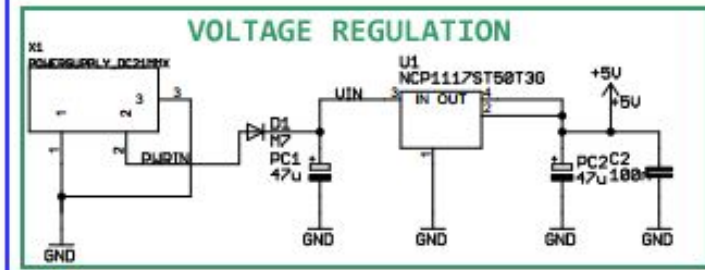 VOLTAGE REGULATION
X1
POWERSUPPLY_DC21MMX
U1
NCP1117ST50T3G
+5V
+5V
3
3
1
2
VIN
3
IN OUT
4
2
D1
M7
1
2
PWRIN
PC1
47u
1
PC2
47u
C2
100n
GND
GND
GND
GND
GND